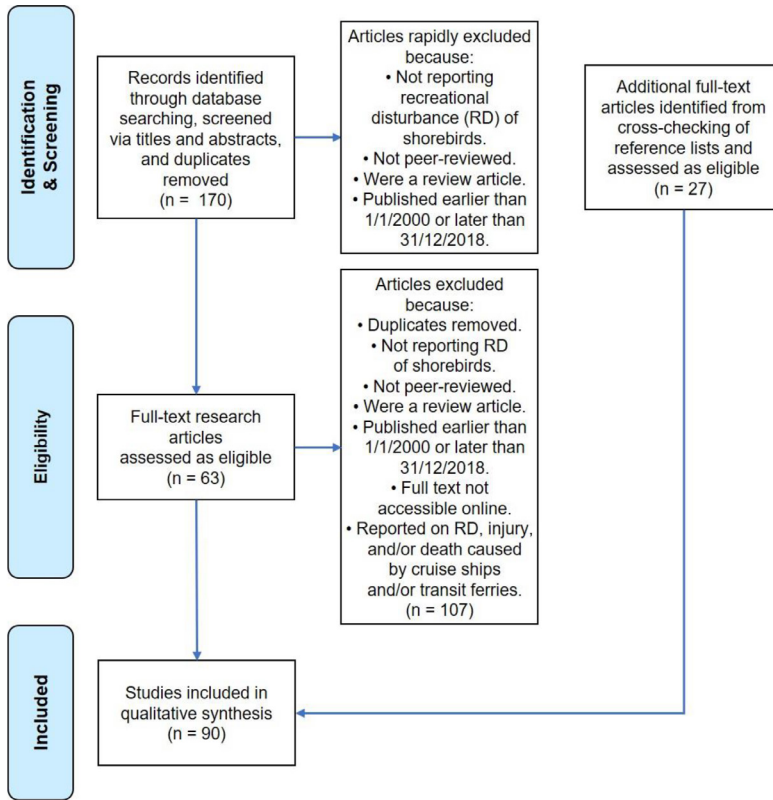 Identification
& Screening
Records identified
through database
searching, screened
via titles and abstracts,
and duplicates
removed
(n = 170)
Articles rapidly excluded
because:
• Not reporting
recreational
disturbance (RD) of
shorebirds.
• Not peer-reviewed.
• Were a review article.
• Published earlier than
1/1/2000 or later than
31/12/2018.
Additional full-text
articles identified from
cross-checking of
reference lists and
assessed as eligible
(n = 27)
Eligibility
Full-text research
articles
assessed as eligible
(n = 63)
Articles excluded
because:
• Duplicates removed.
• Not reporting RD
of shorebirds.
• Not peer-reviewed.
• Were a review article.
• Published earlier than
1/1/2000 or later than
31/12/2018.
• Full text not
accessible online.
• Reported on RD, injury,
and/or death caused
by cruise ships
and/or transit ferries.
(n = 107)
Included
Studies included in
qualitative synthesis
(n = 90)